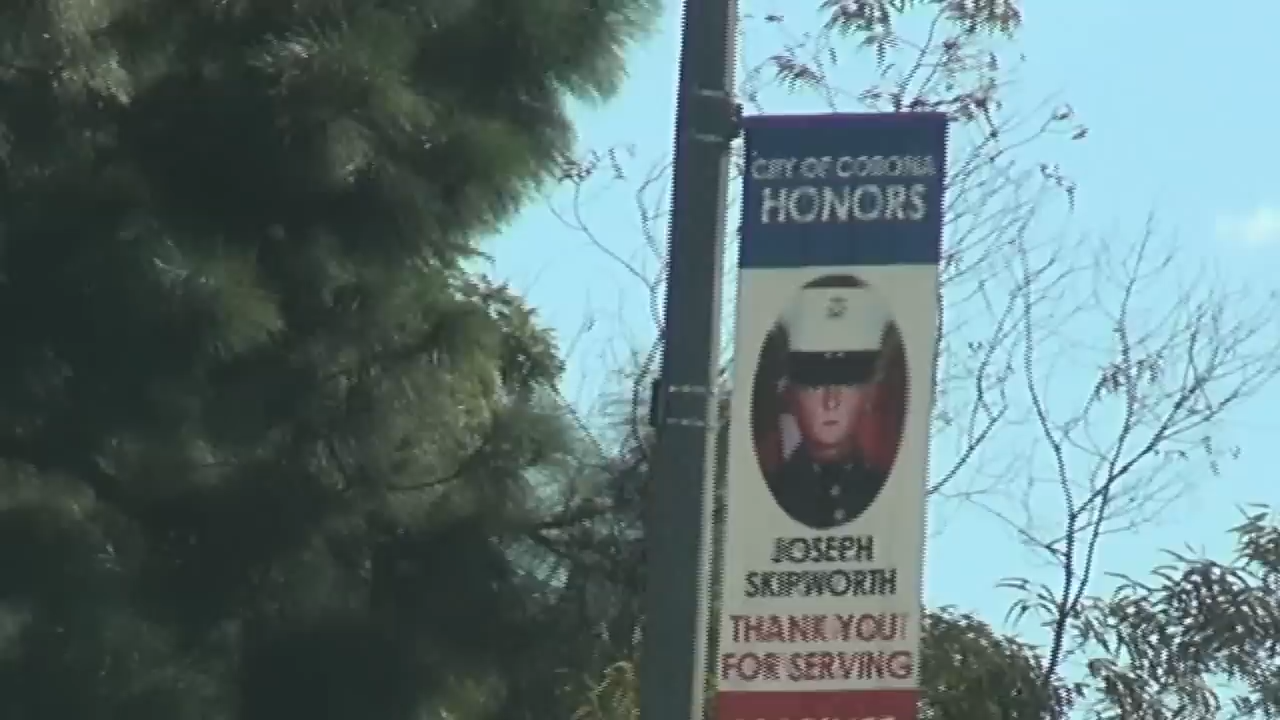 CITY OF CORONA
HONORS
JOSEPH
SKIPWORTH
THANK YOU
FOR SERVING